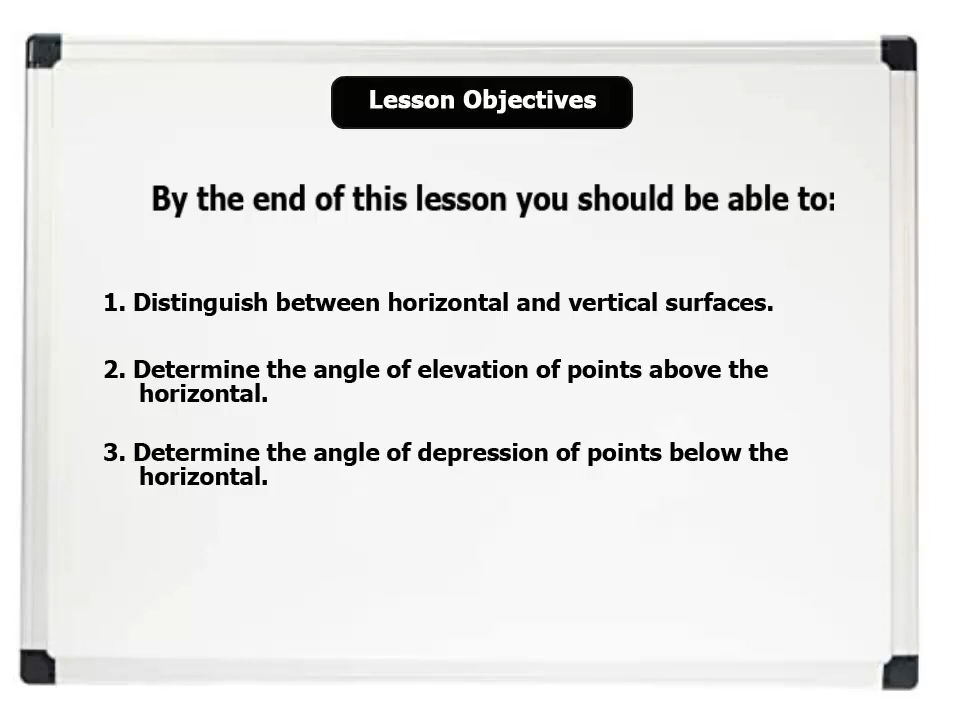 Lesson Objectives
By the end of this lesson you should be able to:
1. Distinguish between horizontal and vertical surfaces.
2. Determine the angle of elevation of points above the
horizontal.
3. Determine the angle of depression of points below the
horizontal.